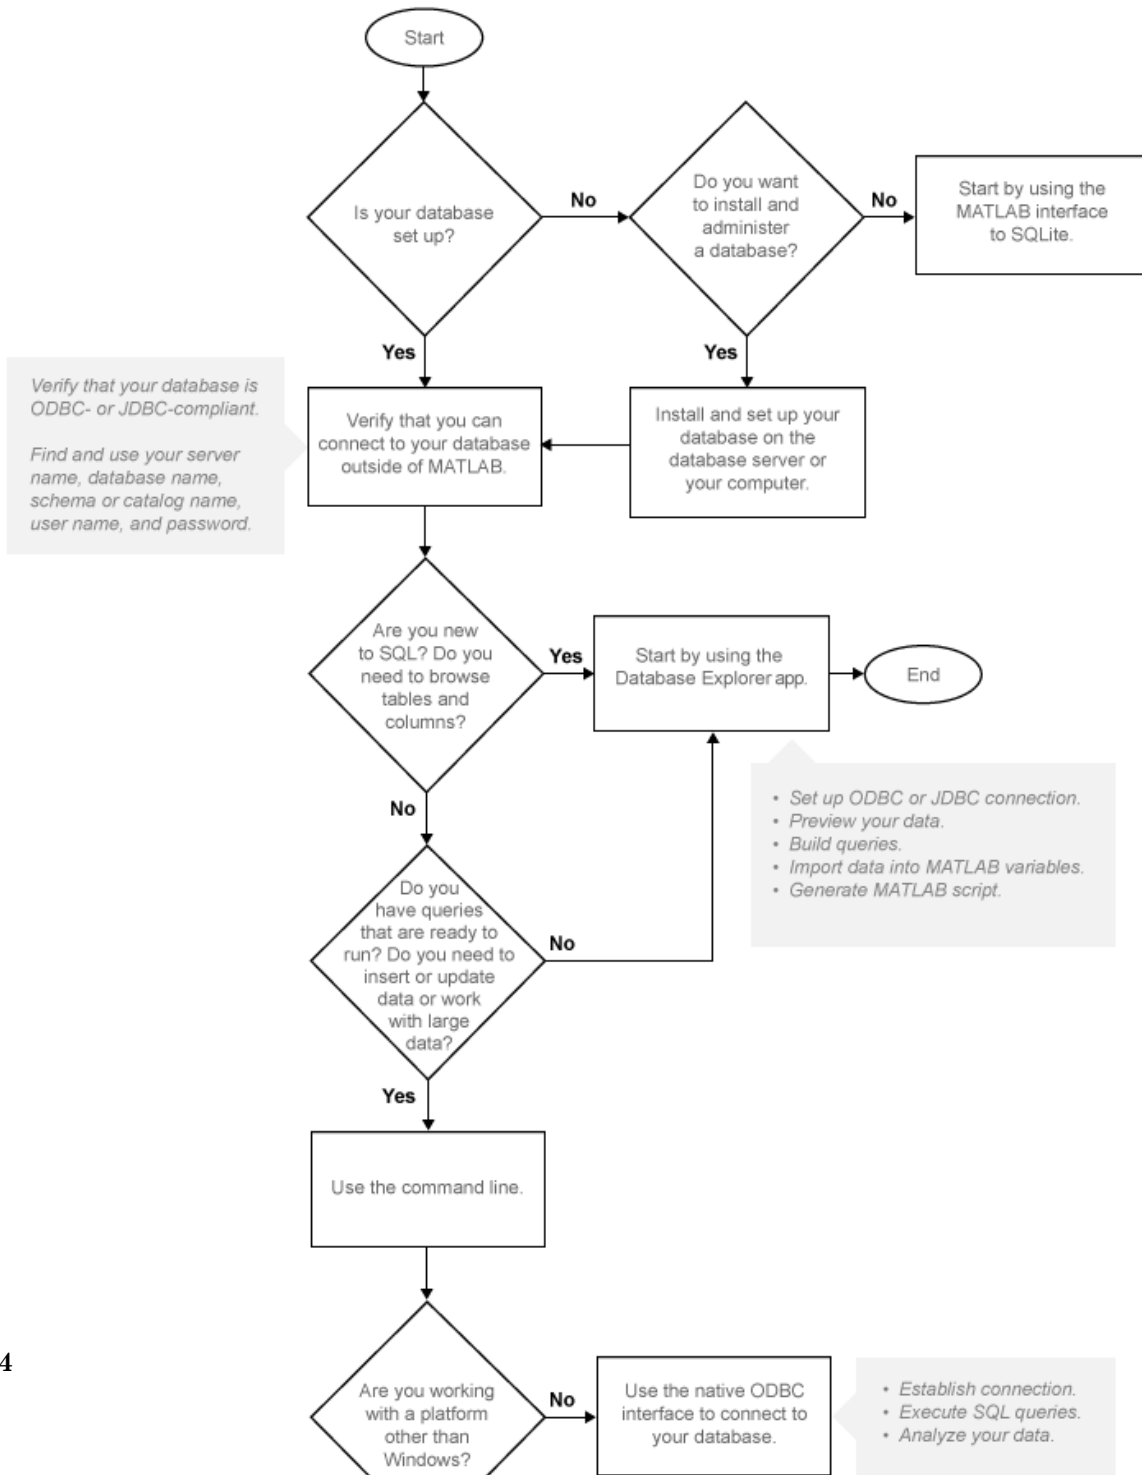 Start
Is your database
set up?
No
Do you want
to install and
administer
a database?
No
Start by using the
MATLAB interface
to SQLite.
Yes
Yes
Verify that your database is
ODBC- or JDBC-compliant.
Find and use your server
name, database name,
schema or catalog name,
user name, and password.
Verify that you can
connect to your database
outside of MATLAB.
Install and set up your
database on the
database server or
your computer.
Are you new
to SQL? Do you
need to browse
tables and
columns?
Yes
Start by using the
Database Explorer app.
End
No
• Set up ODBC or JDBC connection.
• Preview your data.
• Build queries.
• Import data into MATLAB variables.
• Generate MATLAB script.
Do you
have queries
that are ready to
run? Do you need to
insert or update
data or work
with large
data?
No
Yes
Use the command line.
4
Are you working
with a platform
other than
Windows?
No
Use the native ODBC
interface to connect to
your database.
• Establish connection.
• Execute SQL queries.
• Analyze your data.